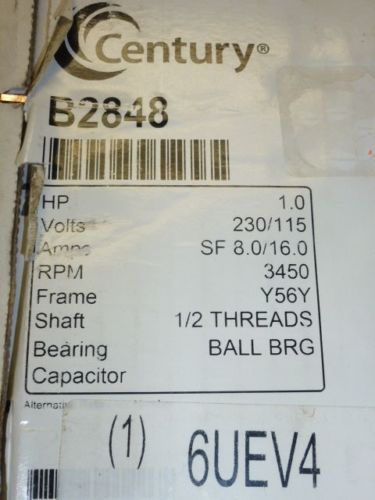 Century®
B2848
HP 1.0
Volts 230/115
Amps SF 8.0/16.0
RPM 3450
Frame Y56Y
Shaft 1/2 THREADS
Bearing BALL BRG
Capacitor
(1) 6UEV4